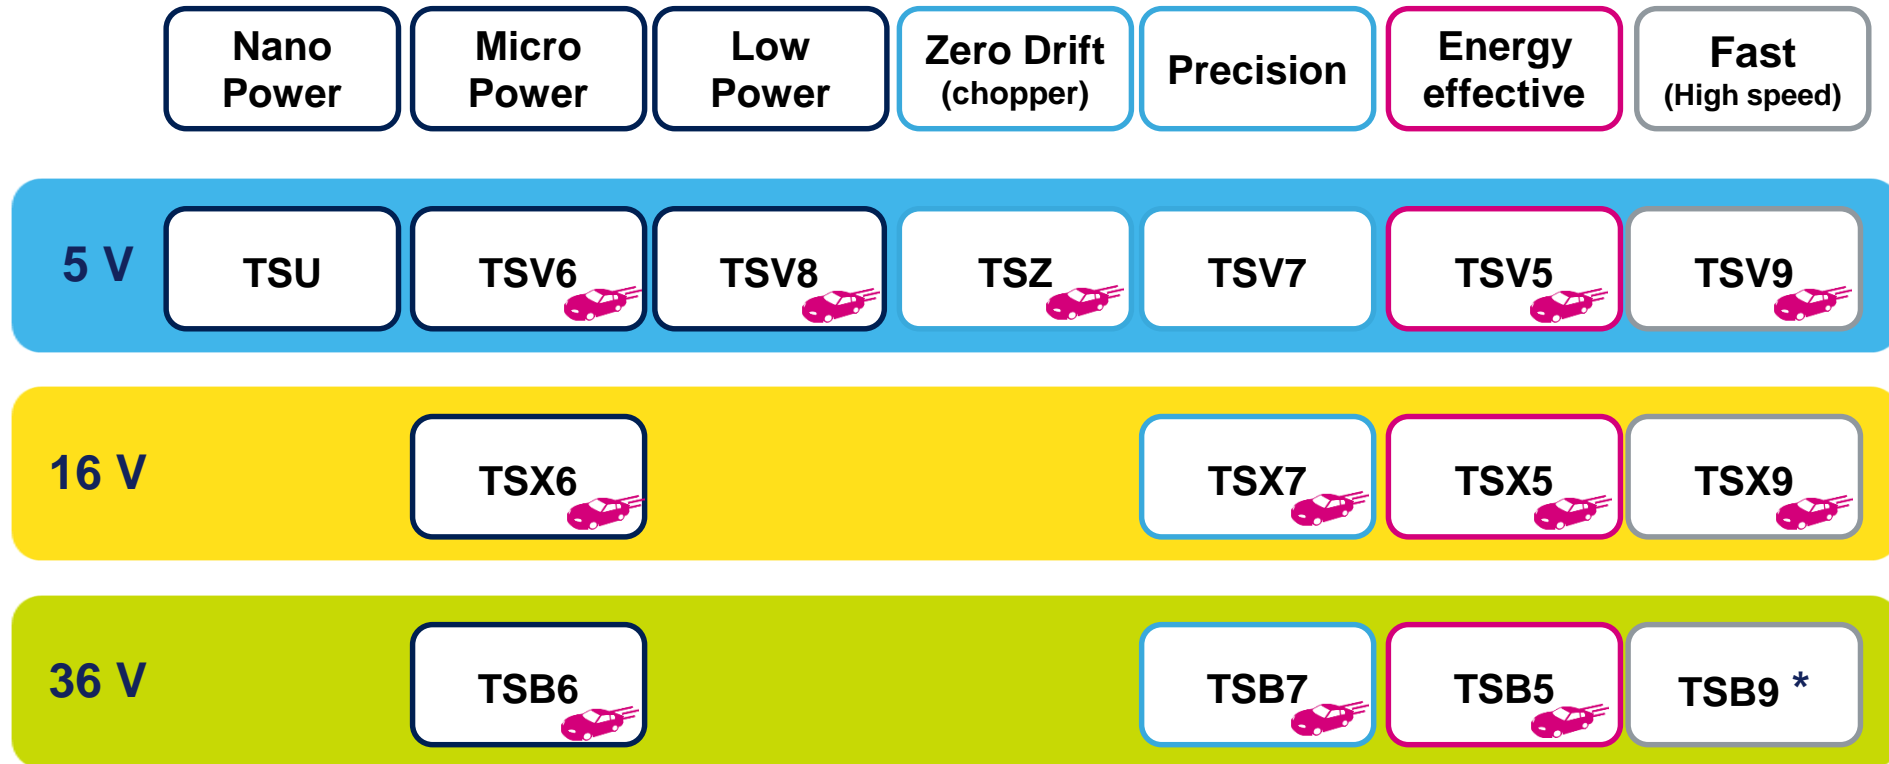 Nano
Power
Micro
Power
Low
Power
Zero Drift
(chopper)
Precision
Energy
effective
Fast
(High speed)
5 V
TSU
TSV6
TSV8
TSZ
TSV7
TSV5
TSV9
16 V
TSX6
TSX7
TSX5
TSX9
36 V
TSB6
TSB7
TSB5
TSB9 *